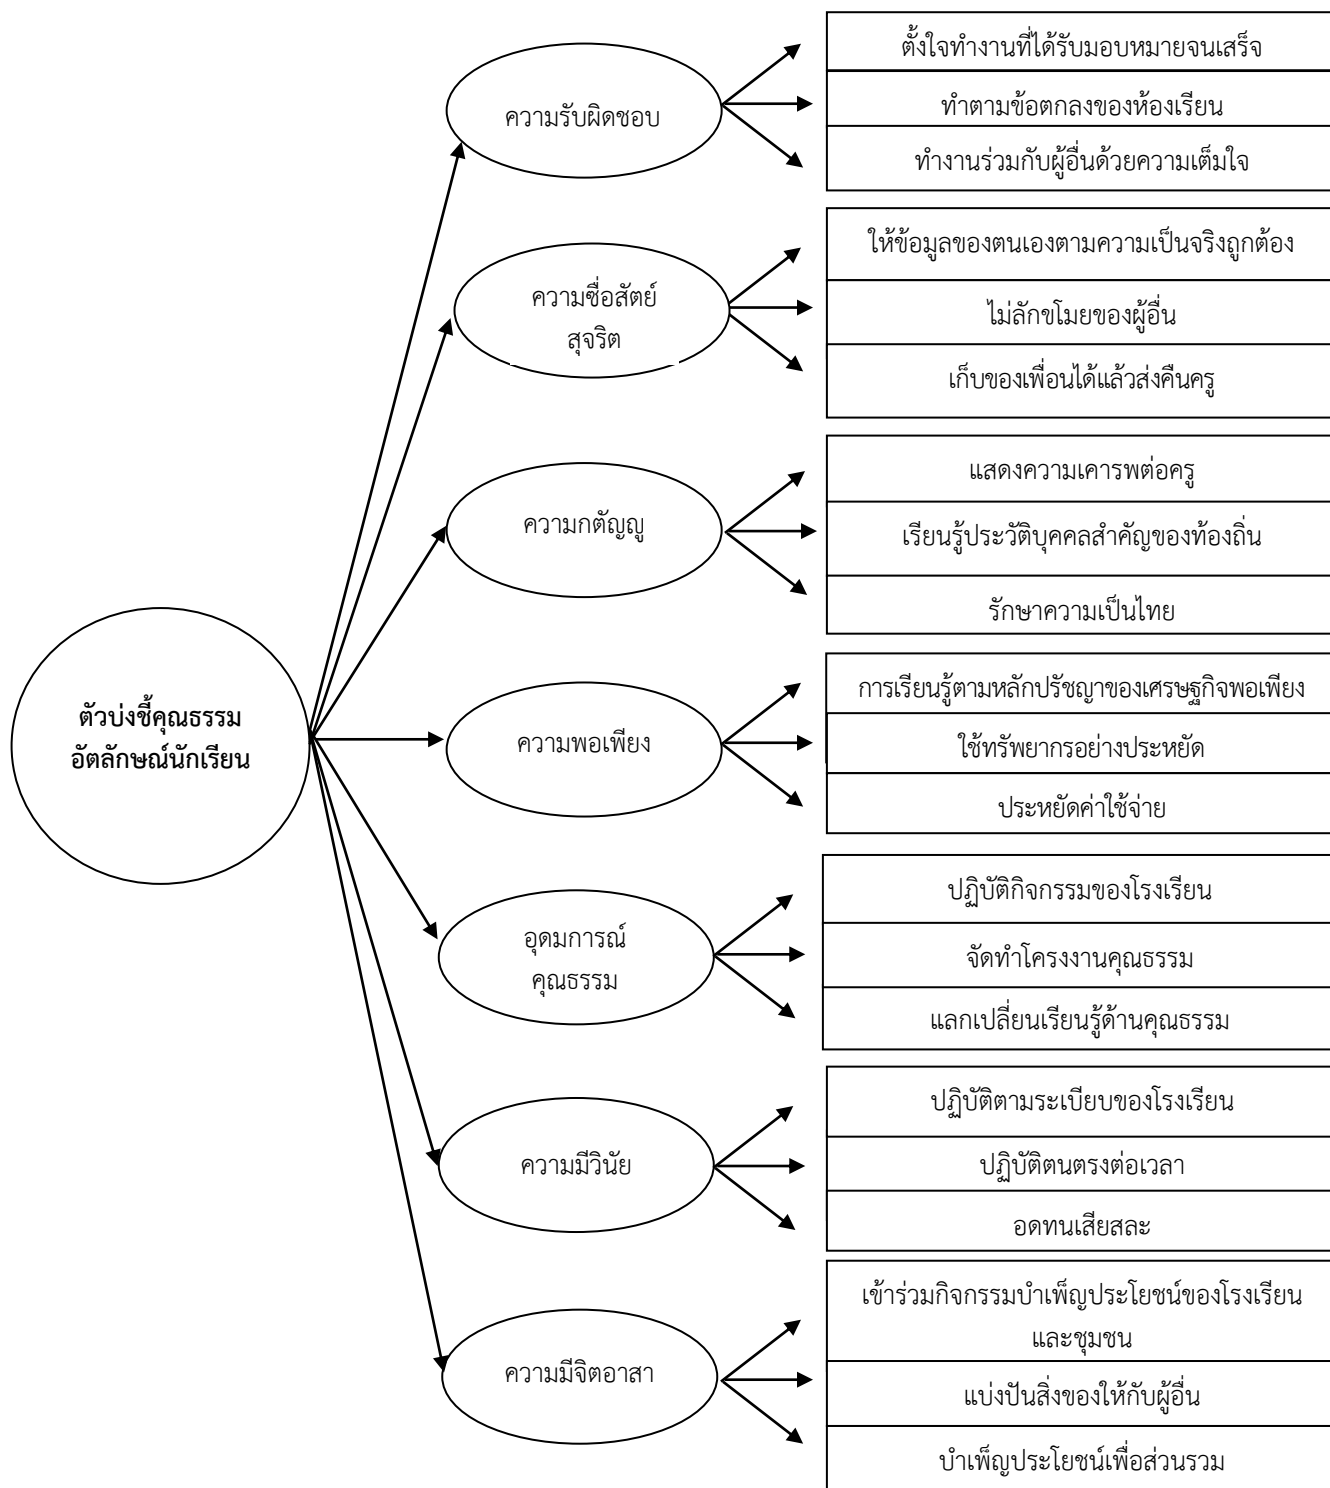 ตัวบ่งชี้คุณธรรม
อัตลักษณ์นักเรียน
ความรับผิดชอบ
ตั้งใจทำงานที่ได้รับมอบหมายจนเสร็จ
ทำตามข้อตกลงของห้องเรียน
ทำงานร่วมกับผู้อื่นด้วยความเต็มใจ
ความซื่อสัตย์
สุจริต
ให้ข้อมูลของตนเองตามความเป็นจริงถูกต้อง
ไม่ลักขโมยของผู้อื่น
เก็บของเพื่อนได้แล้วส่งคืนครู
ความกตัญญู
แสดงความเคารพต่อครู
เรียนรู้ประวัติบุคคลสำคัญของท้องถิ่น
รักษาความเป็นไทย
ความพอเพียง
การเรียนรู้ตามหลักปรัชญาของเศรษฐกิจพอเพียง
ใช้ทรัพยากรอย่างประหยัด
ประหยัดค่าใช้จ่าย
อุดมการณ์
คุณธรรม
ปฏิบัติกิจกรรมของโรงเรียน
จัดทำโครงงานคุณธรรม
แลกเปลี่ยนเรียนรู้ด้านคุณธรรม
ความมีวินัย
ปฏิบัติตามระเบียบของโรงเรียน
ปฏิบัติตนตรงต่อเวลา
อดทนเสียสละ
ความมีจิตอาสา
เข้าร่วมกิจกรรมบำเพ็ญประโยชน์ของโรงเรียน
และชุมชน
แบ่งปันสิ่งของให้กับผู้อื่น
บำเพ็ญประโยชน์เพื่อส่วนรวม